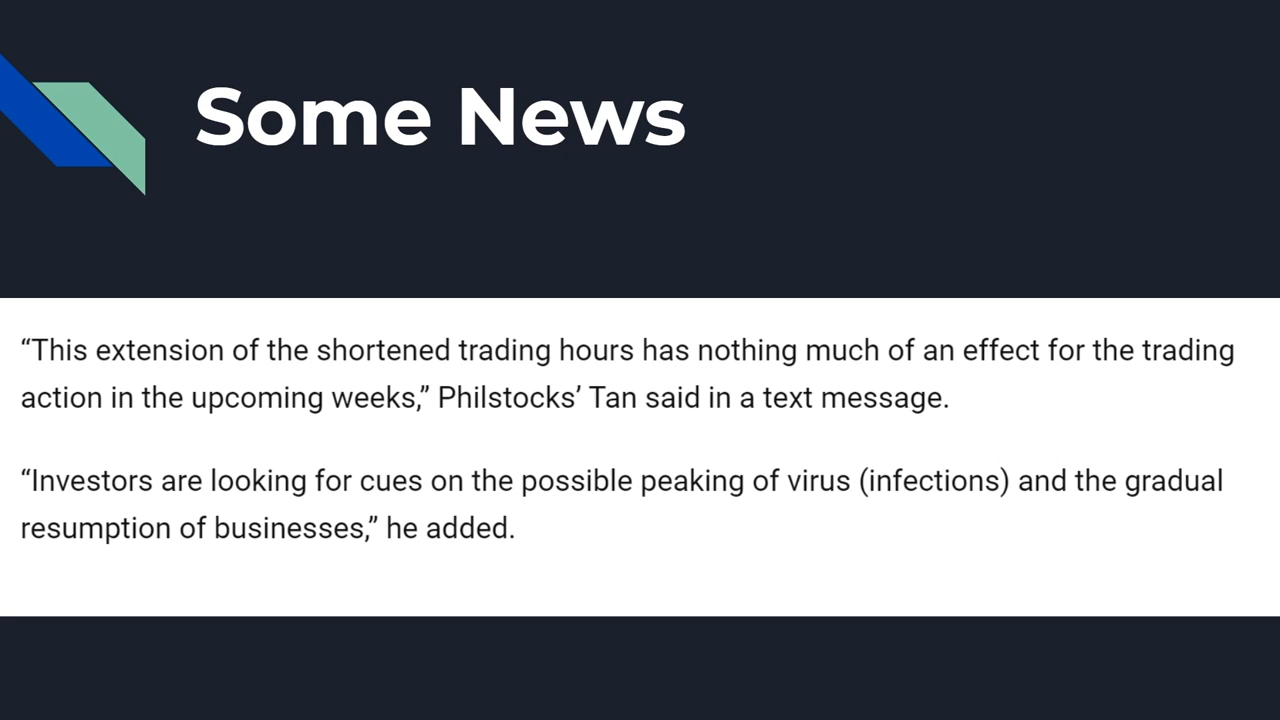 Some News
“This extension of the shortened trading hours has nothing much of an effect for the trading
action in the upcoming weeks,” Philstocks’ Tan said in a text message.
“Investors are looking for cues on the possible peaking of virus (infections) and the gradual
resumption of businesses,” he added.